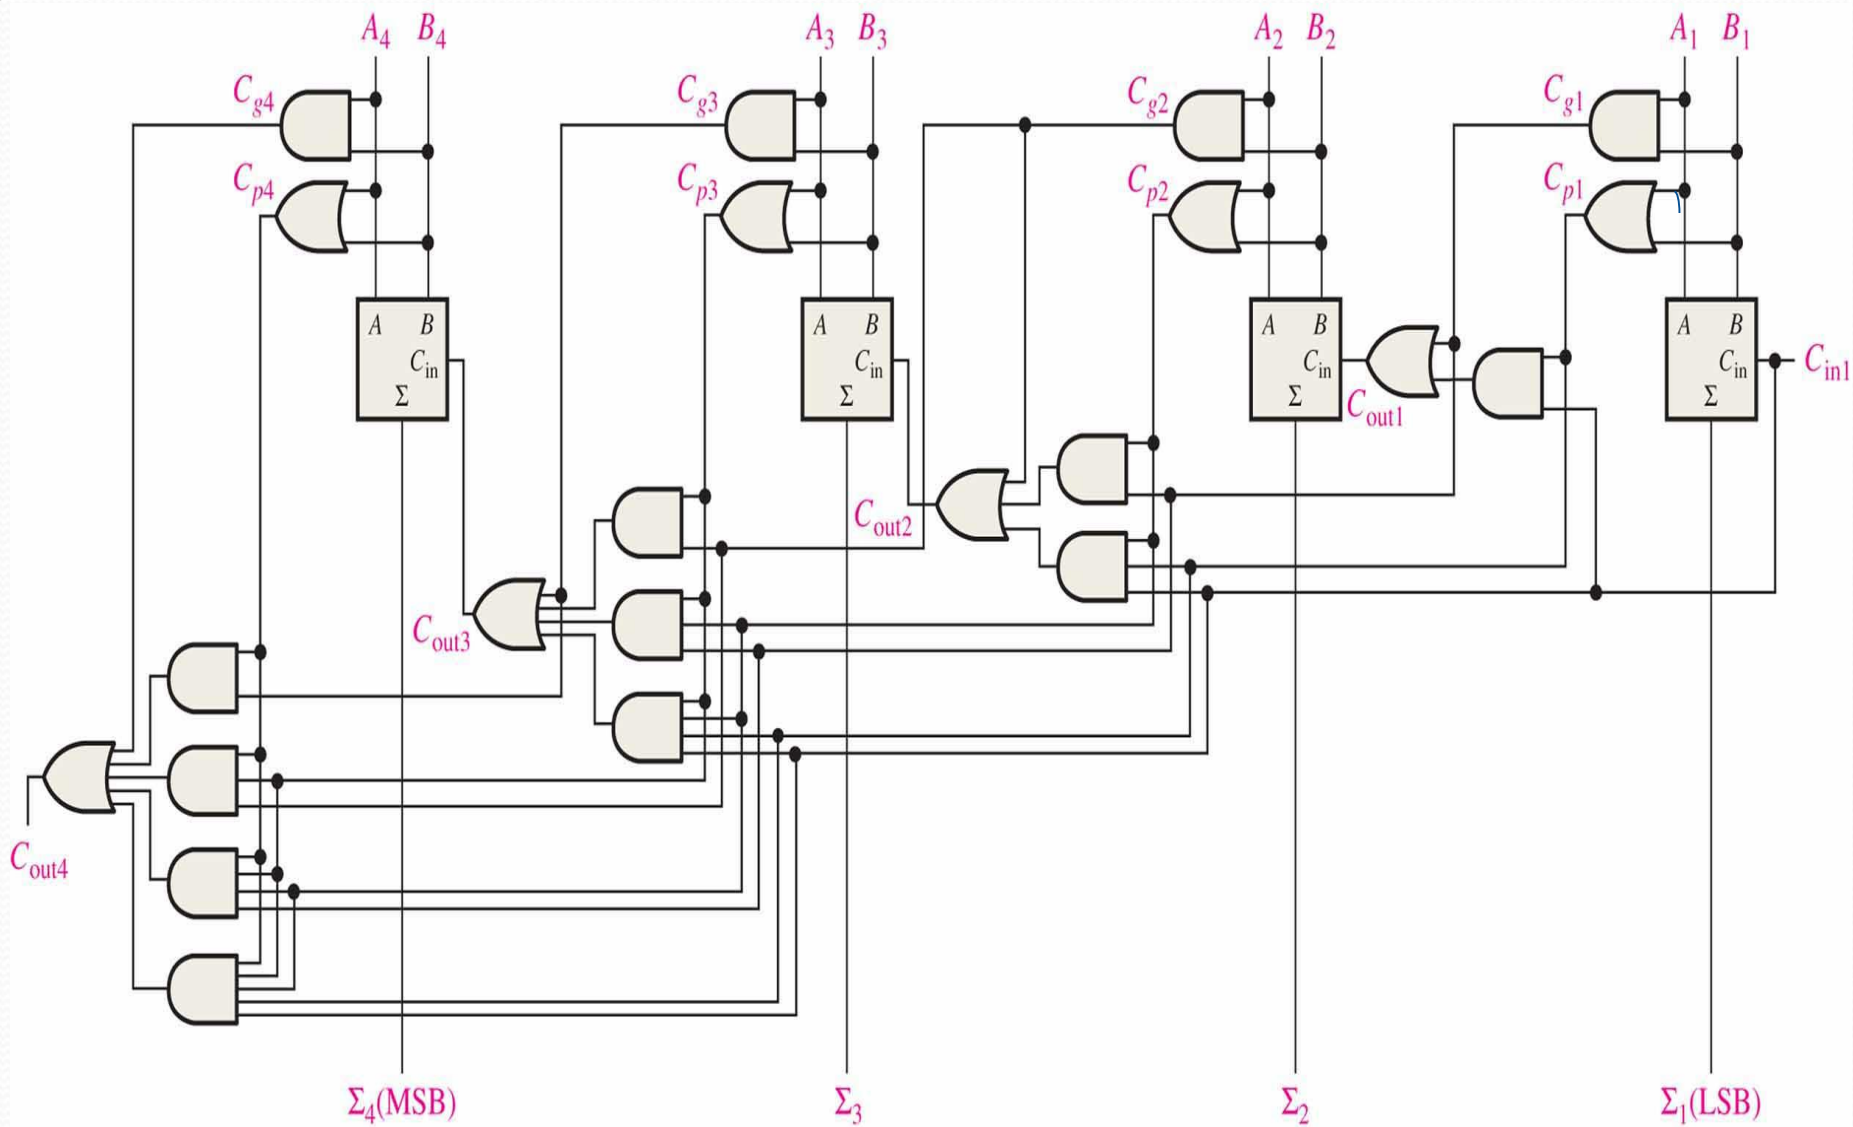 A4 B4 A3 B3 A2 B2 A1 B1
Cg4 Cg3 Cg2 Cg1
Cp4 Cp3 Cp2 Cp1
A B A B A B A B
Cin Cin Cin Cin Cin1
Σ Σ Σ Σ
Cout1
Cout2
Cout3
Cout4
Σ4(MSB) Σ3 Σ2 Σ1(LSB)